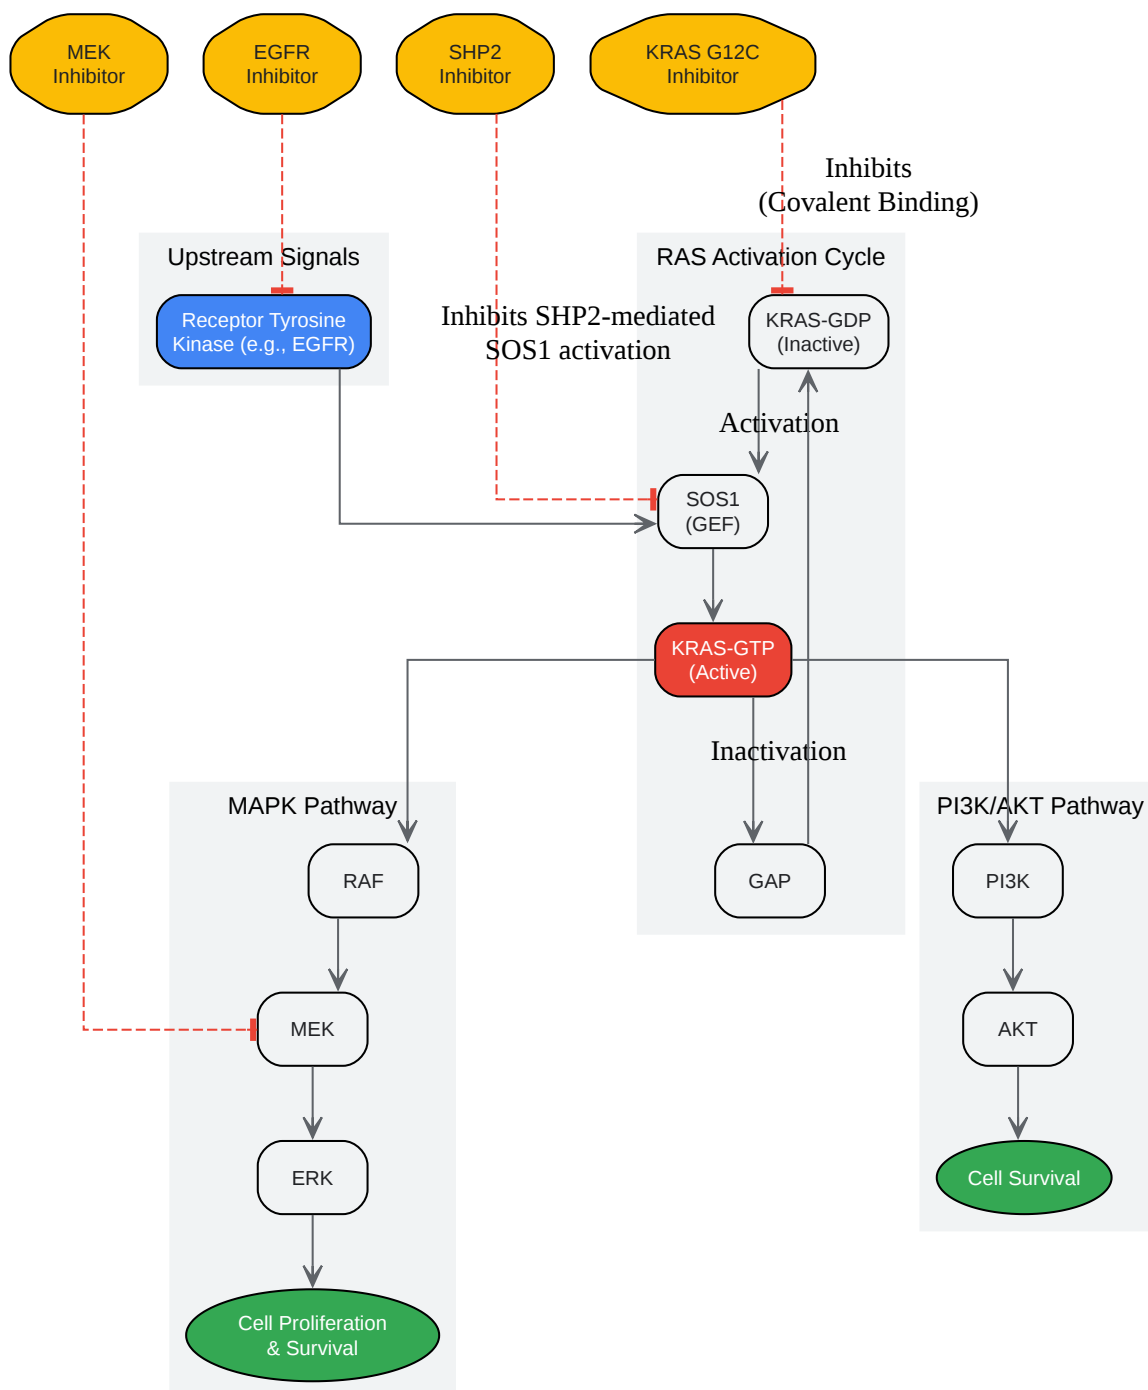 MEK
Inhibitor
EGFR
Inhibitor
SHP2
Inhibitor
KRAS G12C
Inhibitor
Inhibits
(Covalent Binding)
Upstream Signals
RAS Activation Cycle
Receptor Tyrosine
Kinase (e.g., EGFR)
Inhibits SHP2-mediated
SOS1 activation
KRAS-GDP
(Inactive)
Activation
SOS1
(GEF)
KRAS-GTP
(Active)
Inactivation
MAPK Pathway
PI3K/AKT Pathway
RAF
GAP
PI3K
MEK
AKT
ERK
Cell Survival
Cell Proliferation
& Survival